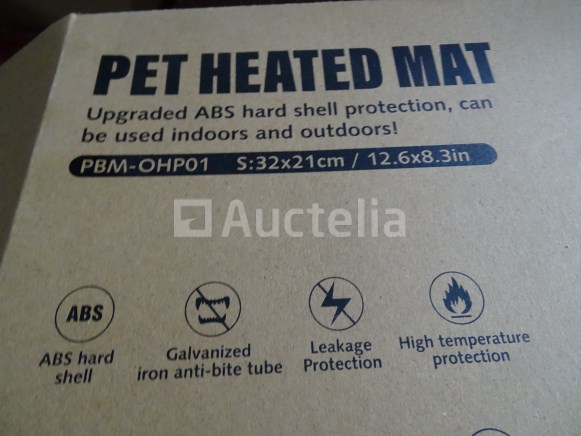 PET HEATED MAT
Upgraded ABS hard shell protection, can
be used indoors and outdoors!
PBM-OHP01 S:32x21cm / 12.6x8.3in
Auctelia
ABS
ABS hard
shell
Galvanized
iron anti-bite tube
Leakage
Protection
High temperature
protection